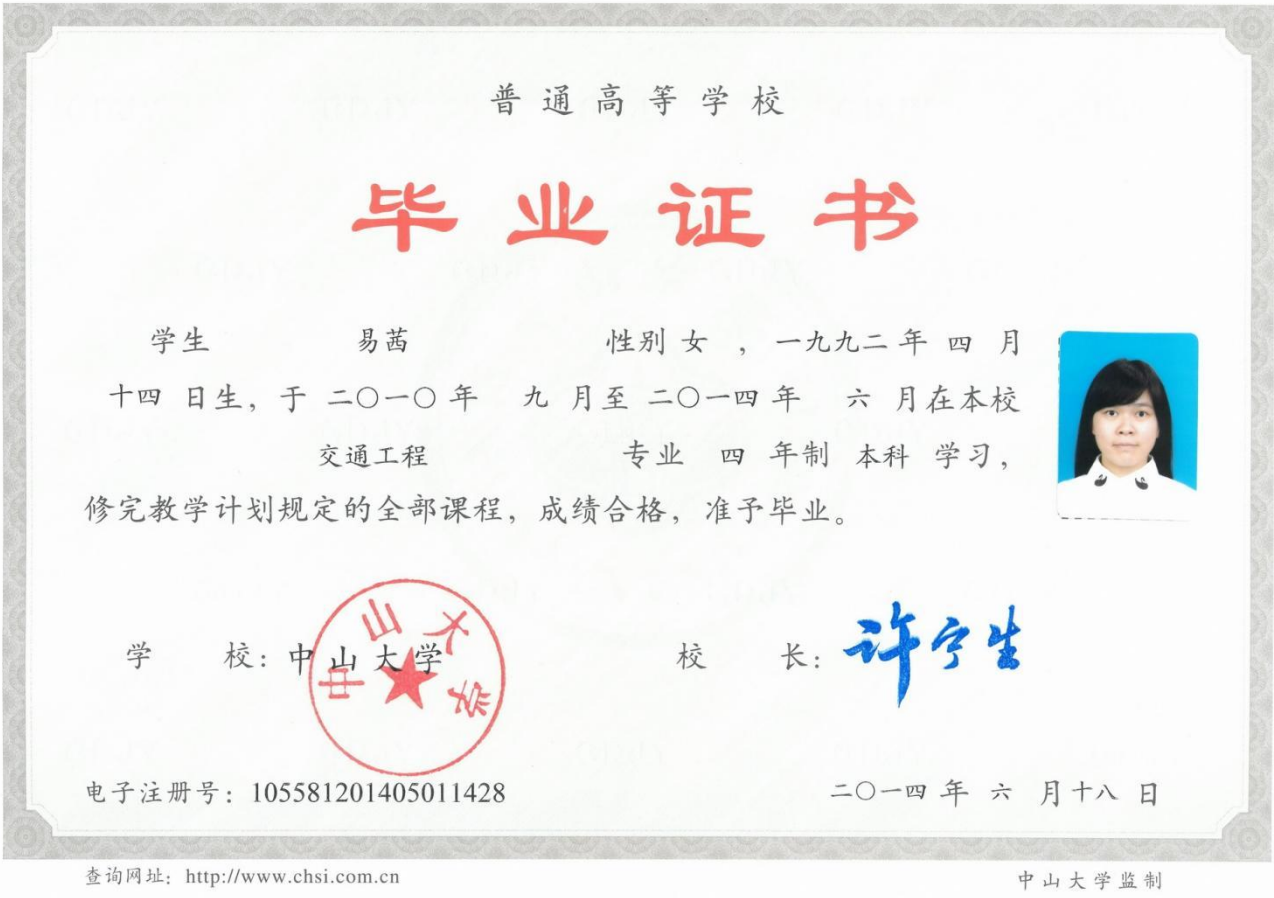 普通高等学校
毕业证书
学生 易茜 性别 女 ，一九九二 年 四 月
十四 日生，于 二〇一〇 年 九 月至 二〇一四 年 六 月在本校
交通工程 专业 四 年制 本科 学习，
修完教学计划规定的全部课程，成绩合格，准予毕业。
中山大学
学 校：中山大学 校 长：许宁生
电子注册号：105581201405011428 二〇一四 年 六 月十八 日
查询网址：http://www.chsi.com.cn 中山大学监制